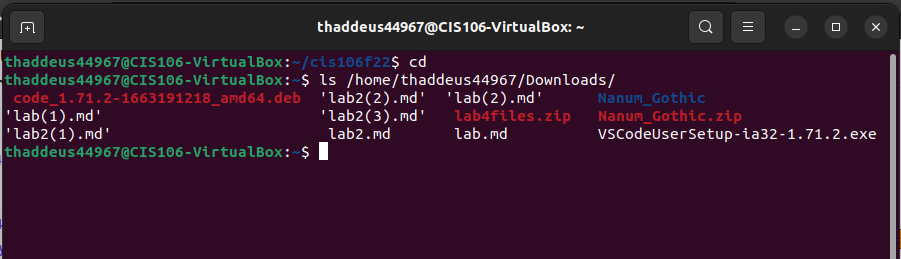 thaddeus44967@CIS106-VirtualBox: ~
thaddeus44967@CIS106-VirtualBox:~/cis106f22$ cd
thaddeus44967@CIS106-VirtualBox:~$ ls /home/thaddeus44967/Downloads/
code_1.71.2-1663191218_amd64.deb 'lab2(2).md' 'lab(2).md' Nanum_Gothic
'lab(1).md' 'lab2(3).md' lab4files.zip Nanum_Gothic.zip
'lab2(1).md' lab2.md lab.md VSCodeUserSetup-ia32-1.71.2.exe
thaddeus44967@CIS106-VirtualBox:~$